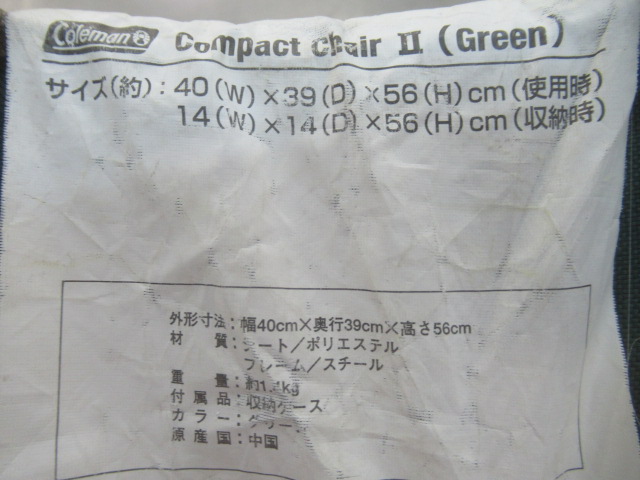 Coleman Compact Chair II (Green)
サイズ(約):40(W)×39(D)×56(H)cm(使用時)
14(W)×14(D)×56(H)cm(収納時)
外形寸法:幅40cm×奥行39cm×高さ56cm
材　質:シート/ポリエステル
フレーム/スチール
重　量:
付属品:収納ケース
カラー:グリーン
原産国:中国